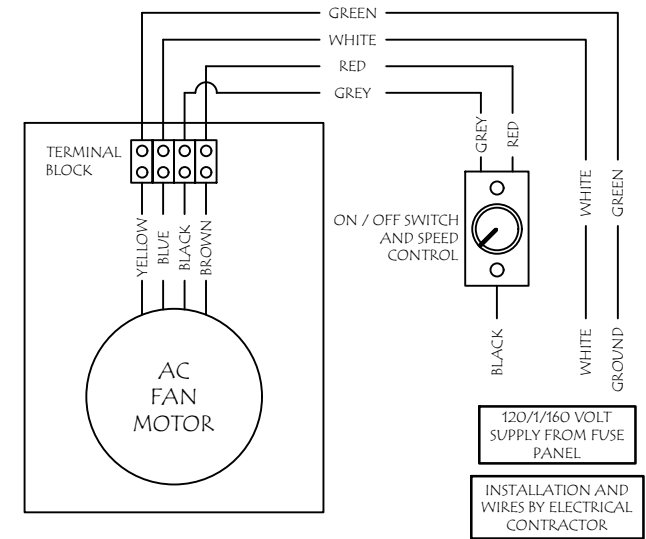 GREEN
WHITE
RED
GREY
TERMINAL
BLOCK
GREY
RED
WHITE
GREEN
YELLOW
BLUE
BLACK
BROWN
ON / OFF SWITCH
AND SPEED
CONTROL
BLACK
WHITE
GROUND
AC
FAN
MOTOR
120/1/160 VOLT
SUPPLY FROM FUSE
PANEL
INSTALLATION AND
WIRES BY ELECTRICAL
CONTRACTOR